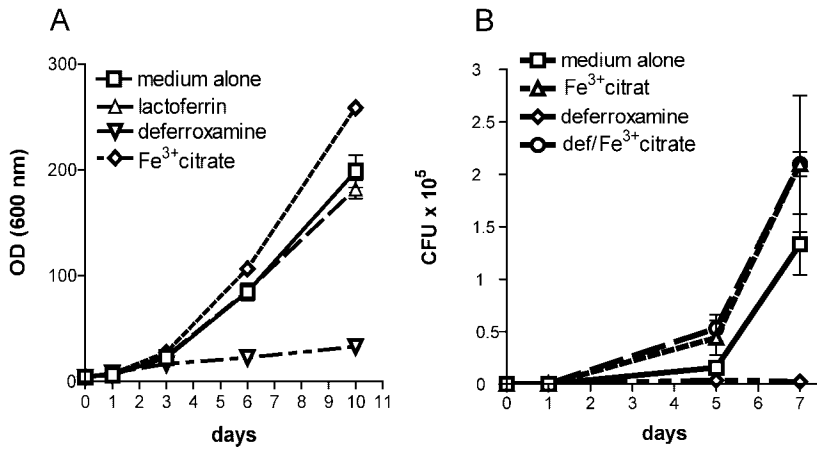 A
300
200
100
0
OD (600 nm)
medium alone
lactoferrin
deferroxamine
Fe³⁺citrate
0 1 2 3 4 5 6 7 8 9 10 11
days
B
3
2.5
2
1.5
1
0.5
0
CFU x 10⁵
medium alone
Fe³⁺citrat
deferroxamine
def/Fe³⁺citrate
0 1 2 3 4 5 6 7
days